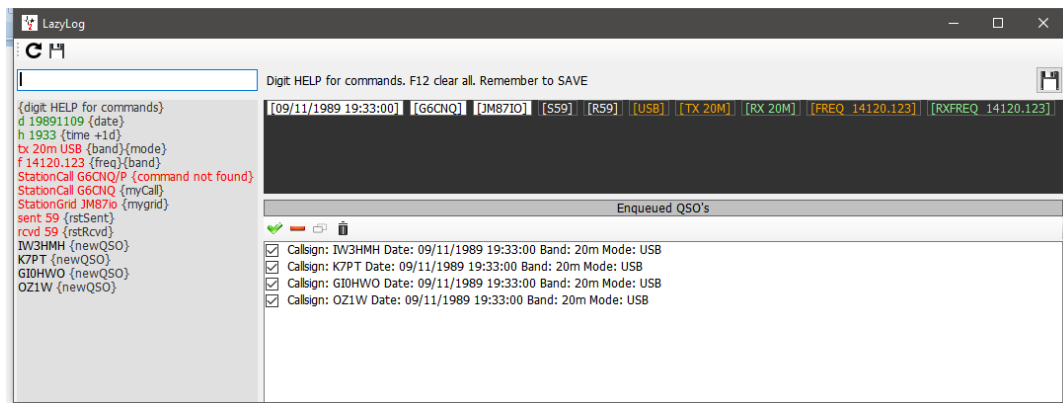 LazyLog
Digit HELP for commands. F12 clear all. Remember to SAVE
{digit HELP for commands}
d 19891109 {date}
h 1933 {time +1d}
tx 20m USB {band}{mode}
f 14120.123 {freq}{band}
StationCall G6CNQ/P {command not found}
StationCall G6CNQ {myCall}
StationGrid JM87io {mygrid}
sent 59 {rstSent}
rcvd 59 {rstRcvd}
IW3HMH {newQSO}
K7PT {newQSO}
GI0HWO {newQSO}
OZ1W {newQSO}
[09/11/1989 19:33:00] [G6CNQ] [JM87IO] [S59] [R59] [USB] [TX 20M] [RX 20M] [FREQ 14120.123] [RXFREQ 14120.123]
Enqueued QSO's
Callsign: IW3HMH Date: 09/11/1989 19:33:00 Band: 20m Mode: USB
Callsign: K7PT Date: 09/11/1989 19:33:00 Band: 20m Mode: USB
Callsign: GI0HWO Date: 09/11/1989 19:33:00 Band: 20m Mode: USB
Callsign: OZ1W Date: 09/11/1989 19:33:00 Band: 20m Mode: USB